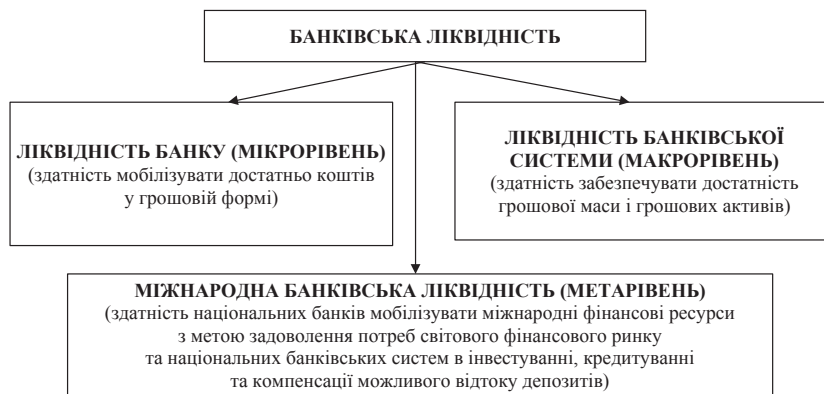 БАНКІВСЬКА ЛІКВІДНІСТЬ
ЛІКВІДНІСТЬ БАНКУ (МІКРОРІВЕНЬ)
(здатність мобілізувати достатньо коштів
у грошовій формі)
ЛІКВІДНІСТЬ БАНКІВСЬКОЇ
СИСТЕМИ (МАКРОРІВЕНЬ)
(здатність забезпечувати достатність
грошової маси і грошових активів)
МІЖНАРОДНА БАНКІВСЬКА ЛІКВІДНІСТЬ (МЕТАРІВЕНЬ)
(здатність національних банків мобілізувати міжнародні фінансові ресурси
з метою задоволення потреб світового фінансового ринку
та національних банківських систем в інвестуванні, кредитуванні
та компенсації можливого відтоку депозитів)